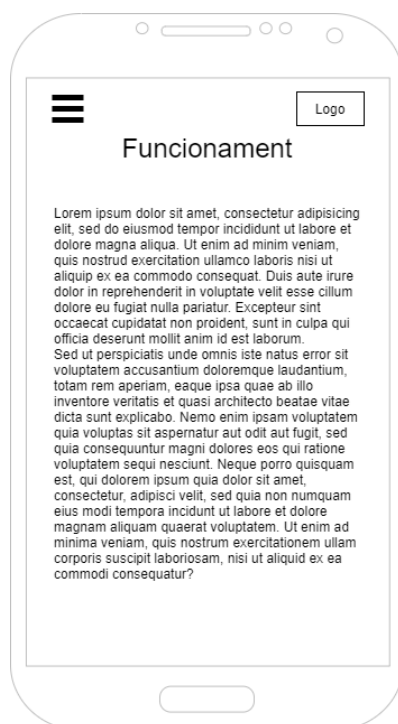 Logo
Funcionament
Lorem ipsum dolor sit amet, consectetur adipisicing
elit, sed do eiusmod tempor incididunt ut labore et
dolore magna aliqua. Ut enim ad minim veniam,
quis nostrud exercitation ullamco laboris nisi ut
aliquip ex ea commodo consequat. Duis aute irure
dolor in reprehenderit in voluptate velit esse cillum
dolore eu fugiat nulla pariatur. Excepteur sint
occaecat cupidatat non proident, sunt in culpa qui
officia deserunt mollit anim id est laborum.
Sed ut perspiciatis unde omnis iste natus error sit
voluptatem accusantium doloremque laudantium,
totam rem aperiam, eaque ipsa quae ab illo
inventore veritatis et quasi architecto beatae vitae
dicta sunt explicabo. Nemo enim ipsam voluptatem
quia voluptas sit aspernatur aut odit aut fugit, sed
quia consequuntur magni dolores eos qui ratione
voluptatem sequi nesciunt. Neque porro quisquam
est, qui dolorem ipsum quia dolor sit amet,
consectetur, adipisci velit, sed quia non numquam
eius modi tempora incidunt ut labore et dolore
magnam aliquam quaerat voluptatem. Ut enim ad
minima veniam, quis nostrum exercitationem ullam
corporis suscipit laboriosam, nisi ut aliquid ex ea
commodi consequatur?